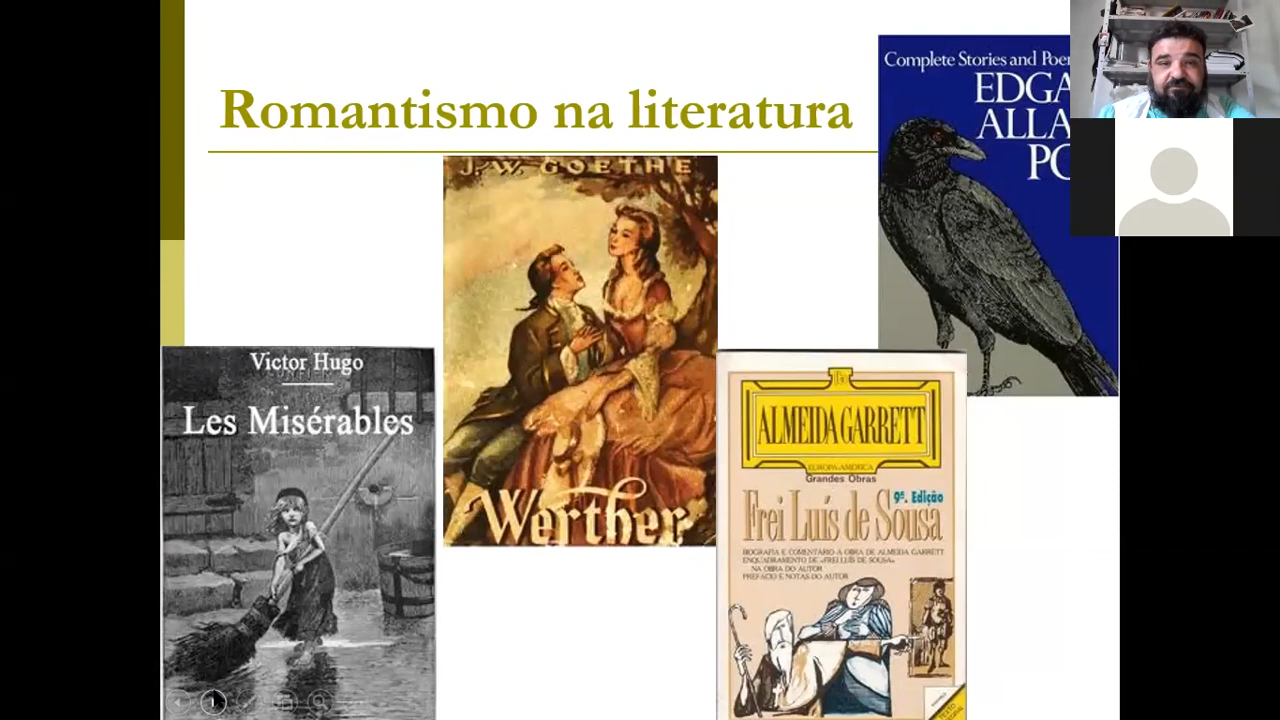 Romantismo na literatura
Complete Stories and Poe
EDGA
ALLA
PO
J. W. GOETHE
Werther
Victor Hugo
Les Misérables
ALMEIDA GARRETT
EUROPA-AMÉRICA
Grandes Obras
9ª. Edição
Frei Luís de Sousa
BIOGRAFIA E COMENTÁRIO À OBRA DE ALMEIDA GARRETT
ENQUADRAMENTO DE «FREI LUÍS DE SOUSA»
NA OBRA DO AUTOR
PREFÁCIO E NOTAS DO AUTOR
TEXTO